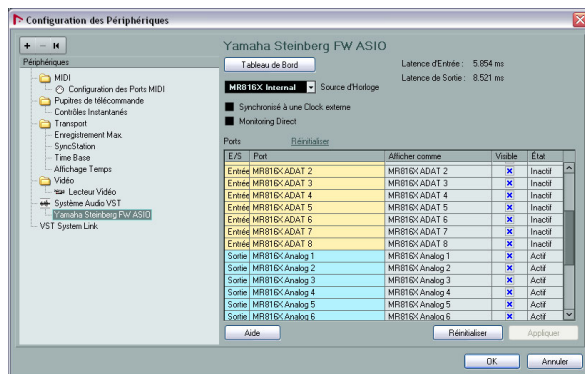 Configuration des Périphériques
Périphériques
MIDI
Configuration des Ports MIDI
Pupitres de télécommande
Contrôles Instantanés
Transport
Enregistrement Max.
SyncStation
Time Base
Affichage Temps
Vidéo
Lecteur Vidéo
Système Audio VST
Yamaha Steinberg FW ASIO
VST System Link
Yamaha Steinberg FW ASIO
Tableau de Bord
Latence d'Entrée : 5.854 ms
Latence de Sortie : 8.521 ms
MR816X Internal Source d'Horloge
Synchronisé à une Clock externe
Monitoring Direct
Ports Réinitialiser
E/S Port Afficher comme Visible État
Entrée MR816X ADAT 2 MR816X ADAT 2 Inactif
Entrée MR816X ADAT 3 MR816X ADAT 3 Inactif
Entrée MR816X ADAT 4 MR816X ADAT 4 Inactif
Entrée MR816X ADAT 5 MR816X ADAT 5 Inactif
Entrée MR816X ADAT 6 MR816X ADAT 6 Inactif
Entrée MR816X ADAT 7 MR816X ADAT 7 Inactif
Entrée MR816X ADAT 8 MR816X ADAT 8 Inactif
Sortie MR816X Analog 1 MR816X Analog 1 Actif
Sortie MR816X Analog 2 MR816X Analog 2 Actif
Sortie MR816X Analog 3 MR816X Analog 3 Actif
Sortie MR816X Analog 4 MR816X Analog 4 Actif
Sortie MR816X Analog 5 MR816X Analog 5 Actif
Sortie MR816X Analog 6 MR816X Analog 6 Actif
Aide Réinitialiser Appliquer
OK Annuler